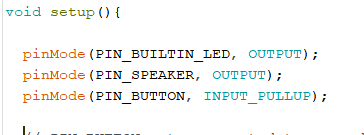 void setup(){
pinMode(PIN_BUILTIN_LED, OUTPUT);
pinMode(PIN_SPEAKER, OUTPUT);
pinMode(PIN_BUTTON, INPUT_PULLUP);